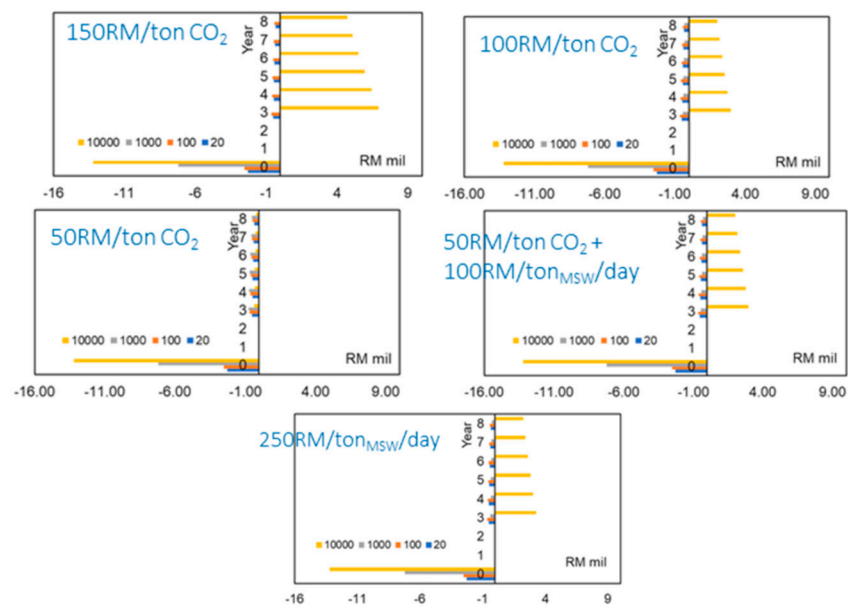 150RM/ton CO₂
Year
8
7
6
5
4
3
2
1
0
10000 1000 100 20
RM mil
-16 -11 -6 -1 4 9
100RM/ton CO₂
Year
8
7
6
5
4
3
2
1
0
10000 1000 100 20
RM mil
-16.00 -11.00 -6.00 -1.00 4.00 9.00
50RM/ton CO₂
Year
8
7
6
5
4
3
2
1
0
10000 1000 100 20
RM mil
-16.00 -11.00 -6.00 -1.00 4.00 9.00
50RM/ton CO₂ +
100RM/tonMSW/day
Year
8
7
6
5
4
3
2
1
0
10000 1000 100 20
RM mil
-16.00 -11.00 -6.00 -1.00 4.00 9.00
250RM/tonMSW/day
Year
8
7
6
5
4
3
2
1
0
10000 1000 100 20
RM mil
-16 -11 -6 -1 4 9